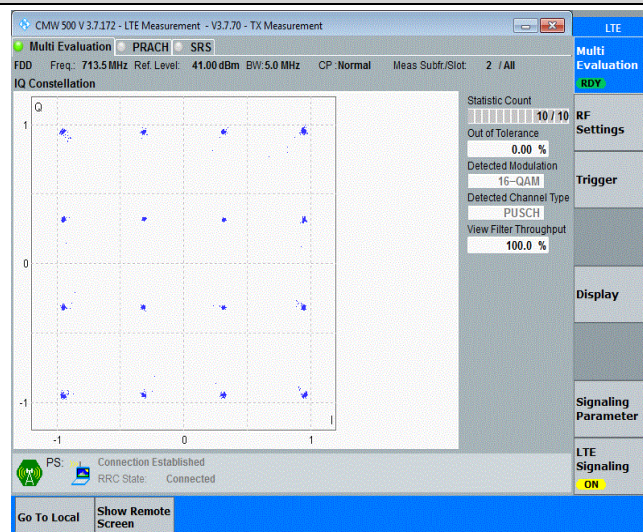 CMW 500 V 3.7.172 - LTE Measurement - V3.7.70 - TX Measurement
LTE
Multi Evaluation PRACH SRS
Multi
Evaluation
RDY
FDD Freq.: 713.5 MHz Ref. Level: 41.00 dBm BW: 5.0 MHz CP : Normal Meas Subfr./Slot: 2 / All
IQ Constellation
Q
1
0
-1
-1 0 1
I
Statistic Count
10 / 10
Out of Tolerance
0.00 %
Detected Modulation
16-QAM
Detected Channel Type
PUSCH
View Filter Throughput
100.0 %
RF
Settings
Trigger
Display
Signaling
Parameter
LTE
Signaling
ON
PS: Connection Established
RRC State: Connected
Go To Local
Show Remote
Screen